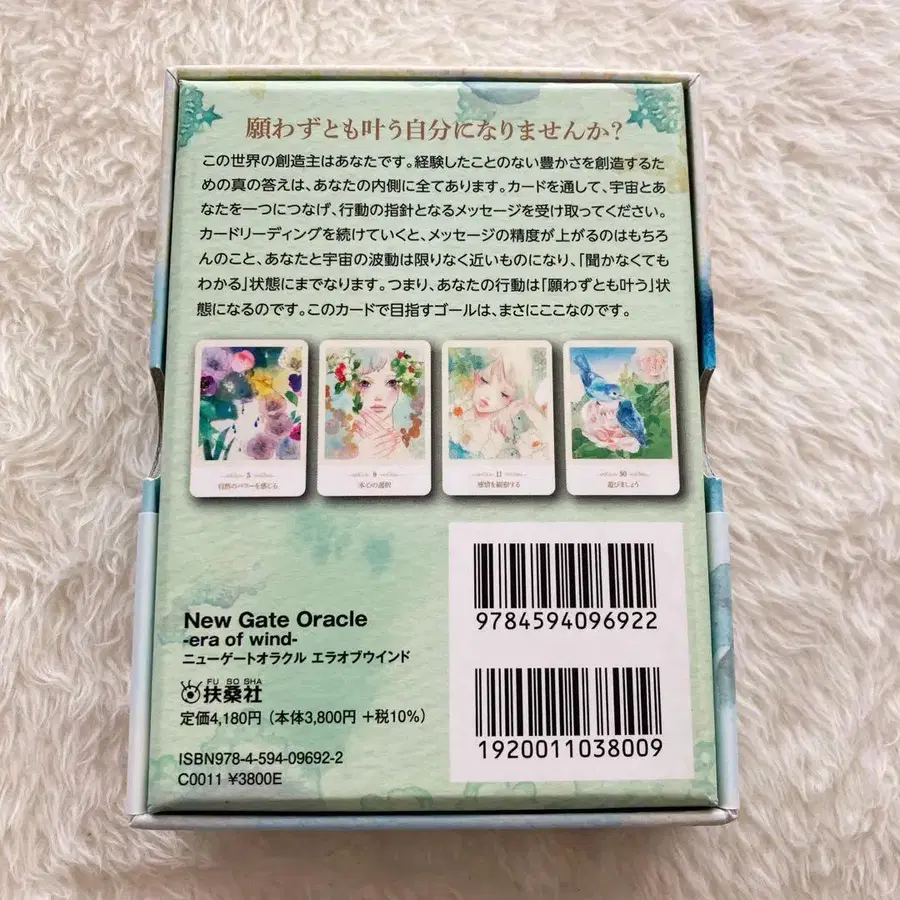 願わずとも叶う自分になりませんか?
この世界の創造主はあなたです。経験したことのない豊かさを創造するた
めの真の答えは、あなたの内側に全てあります。カードを通して、宇宙とあ
なたを一つにつなげ、行動の指針となるメッセージを受け取ってください。
カードリーディングを続けていくと、メッセージの精度が上がるのはもちろ
んのこと、あなたと宇宙の波動は限りなく近いものになり、「聞かなくても
わかる」状態にまでなります。つまり、あなたの行動は「願わずとも叶う」状
態になるのです。このカードで目指すゴールは、まさにここなのです。
5
自然のパワーを感じる
9
本心の選択
11
感情を細密する
50
遊びましょう
New Gate Oracle
-era of wind-
ニューゲートオラクル エラオブウインド
FU SO SHA
扶桑社
定価4,180円（本体3,800円 +税10%）
ISBN978-4-594-09692-2
C0011 ¥3800E
9784594096922
1920011038009